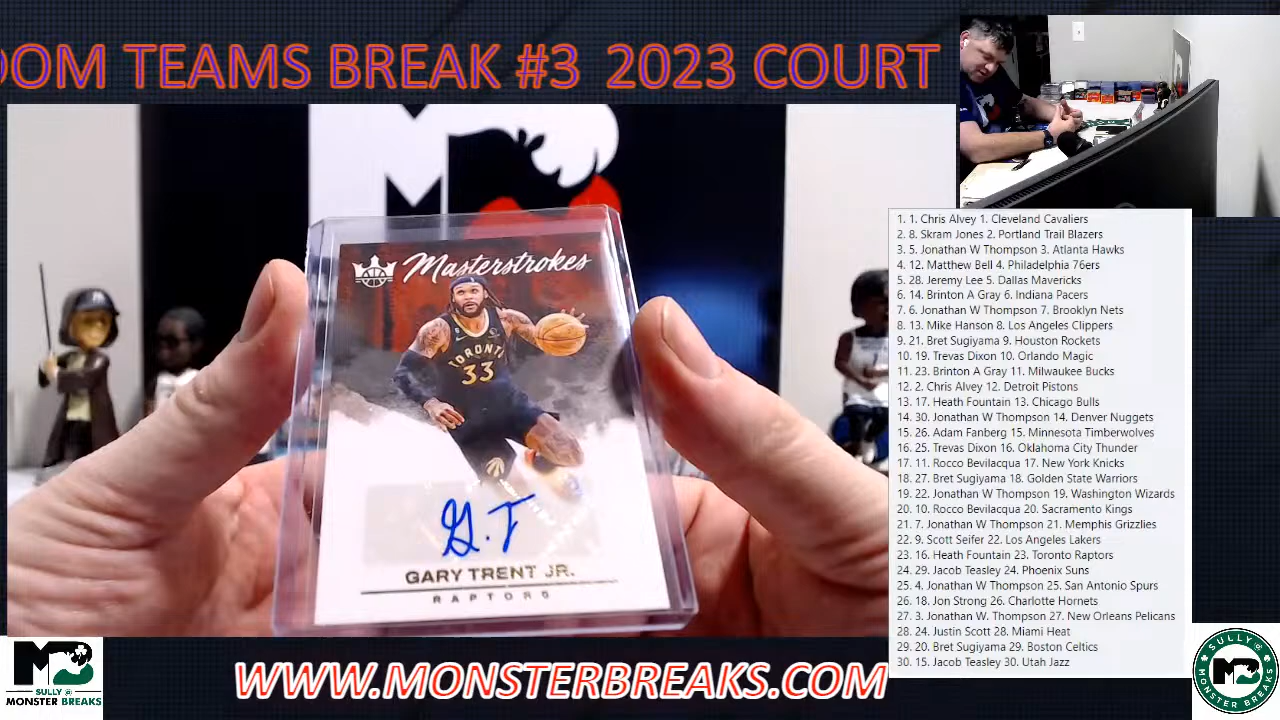 DOM TEAMS BREAK #3 2023 COURT
Masterstrokes
TORONTO
33
G.T
GARY TRENT JR.
RAPTORS
1. 1. Chris Alvey 1. Cleveland Cavaliers
2. 8. Skram Jones 2. Portland Trail Blazers
3. 5. Jonathan W Thompson 3. Atlanta Hawks
4. 12. Matthew Bell 4. Philadelphia 76ers
5. 28. Jeremy Lee 5. Dallas Mavericks
6. 14. Brinton A Gray 6. Indiana Pacers
7. 6. Jonathan W Thompson 7. Brooklyn Nets
8. 13. Mike Hanson 8. Los Angeles Clippers
9. 21. Bret Sugiyama 9. Houston Rockets
10. 19. Trevas Dixon 10. Orlando Magic
11. 23. Brinton A Gray 11. Milwaukee Bucks
12. 2. Chris Alvey 12. Detroit Pistons
13. 17. Heath Fountain 13. Chicago Bulls
14. 30. Jonathan W Thompson 14. Denver Nuggets
15. 26. Adam Fanberg 15. Minnesota Timberwolves
16. 25. Trevas Dixon 16. Oklahoma City Thunder
17. 11. Rocco Bevilacqua 17. New York Knicks
18. 27. Bret Sugiyama 18. Golden State Warriors
19. 22. Jonathan W Thompson 19. Washington Wizards
20. 10. Rocco Bevilacqua 20. Sacramento Kings
21. 7. Jonathan W Thompson 21. Memphis Grizzlies
22. 9. Scott Seifer 22. Los Angeles Lakers
23. 16. Heath Fountain 23. Toronto Raptors
24. 29. Jacob Teasley 24. Phoenix Suns
25. 4. Jonathan W Thompson 25. San Antonio Spurs
26. 18. Jon Strong 26. Charlotte Hornets
27. 3. Jonathan W. Thompson 27. New Orleans Pelicans
28. 24. Justin Scott 28. Miami Heat
29. 20. Bret Sugiyama 29. Boston Celtics
30. 15. Jacob Teasley 30. Utah Jazz
SULLY @
MONSTER BREAKS
WWW.MONSTERBREAKS.COM
SULLY @
MONSTER BREAKS